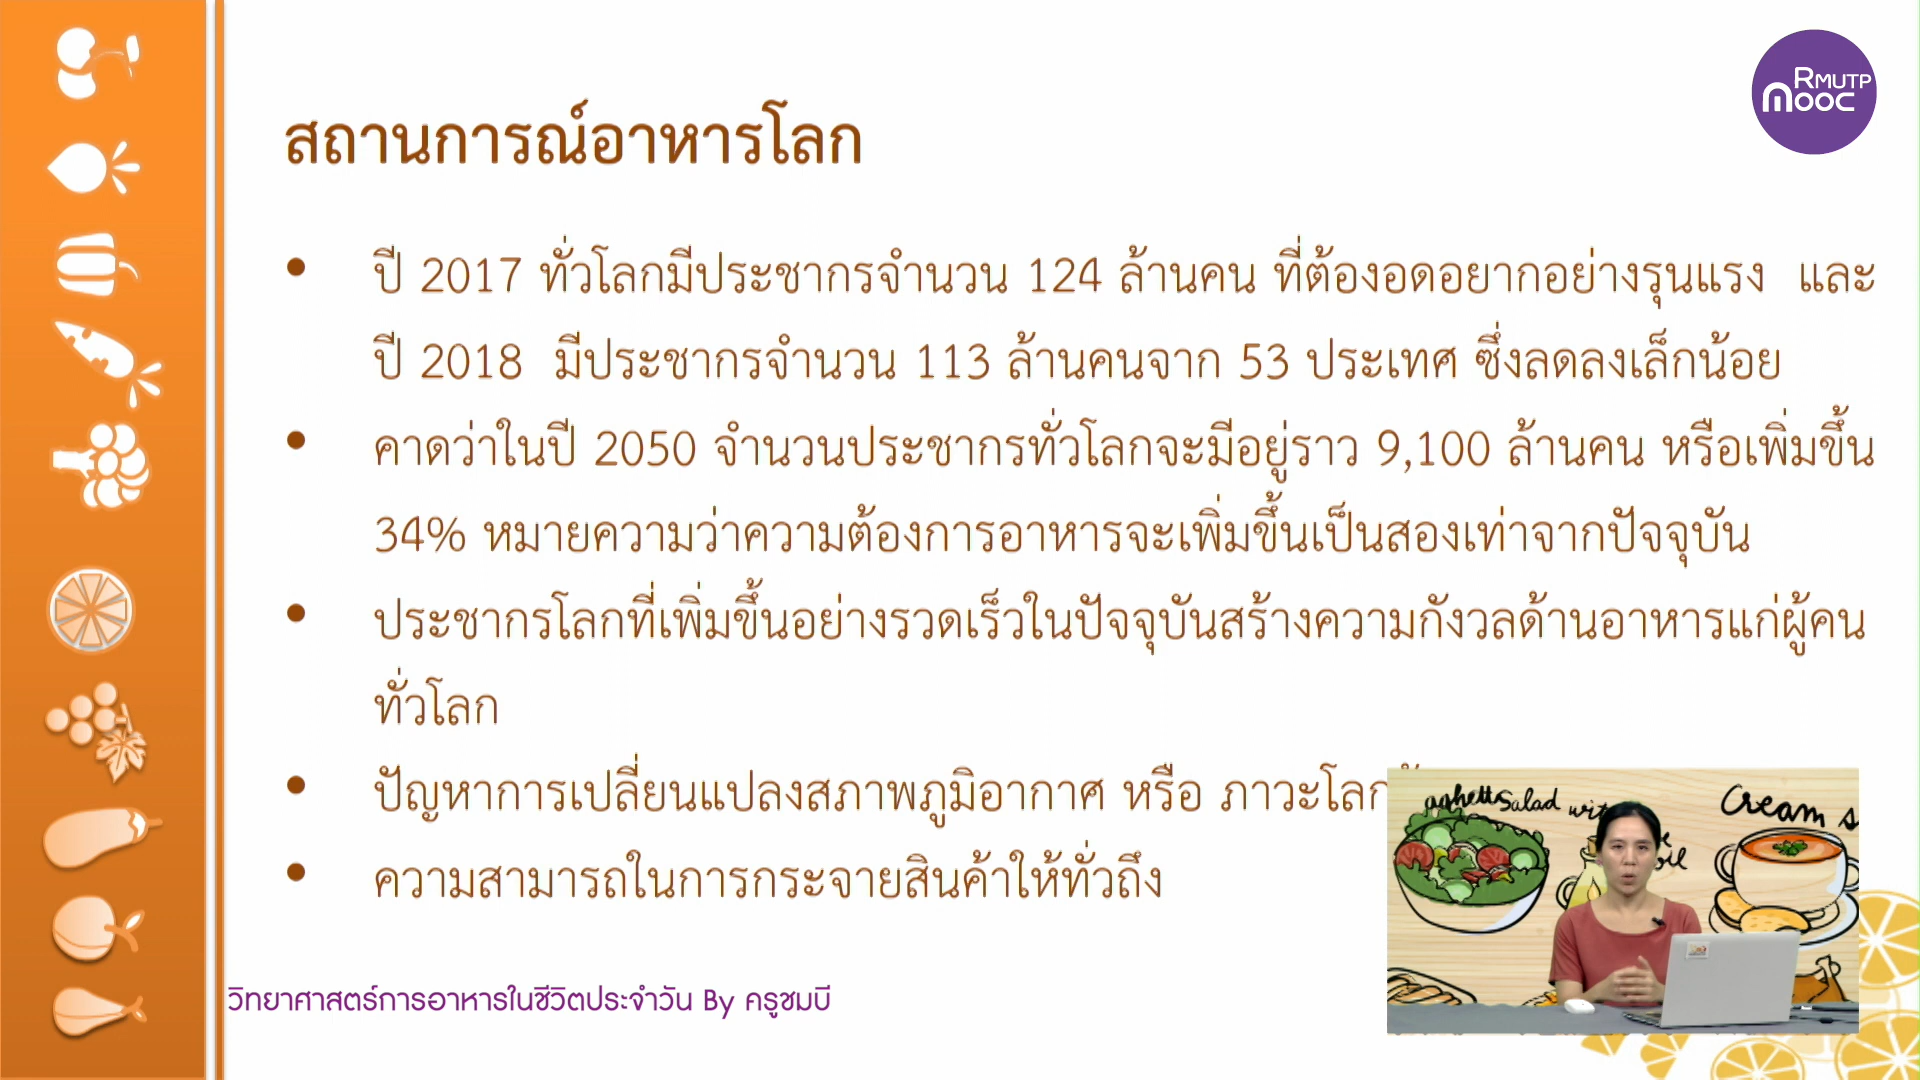 RMUTP
mooc
สถานการณ์อาหารโลก
• ปี 2017 ทั่วโลกมีประชากรจำนวน 124 ล้านคน ที่ต้องอดอยากอย่างรุนแรง และ
ปี 2018 มีประชากรจำนวน 113 ล้านคนจาก 53 ประเทศ ซึ่งลดลงเล็กน้อย
• คาดว่าในปี 2050 จำนวนประชากรทั่วโลกจะมีอยู่ราว 9,100 ล้านคน หรือเพิ่มขึ้น
34% หมายความว่าความต้องการอาหารจะเพิ่มขึ้นเป็นสองเท่าจากปัจจุบัน
• ประชากรโลกที่เพิ่มขึ้นอย่างรวดเร็วในปัจจุบันสร้างความกังวลด้านอาหารแก่ผู้คน
ทั่วโลก
• ปัญหาการเปลี่ยนแปลงสภาพภูมิอากาศ หรือ ภาวะโลก
• ความสามารถในการกระจายสินค้าให้ทั่วถึง
Salad
Cream
วิทยาศาสตร์การอาหารในชีวิตประจำวัน By ครูชมบี